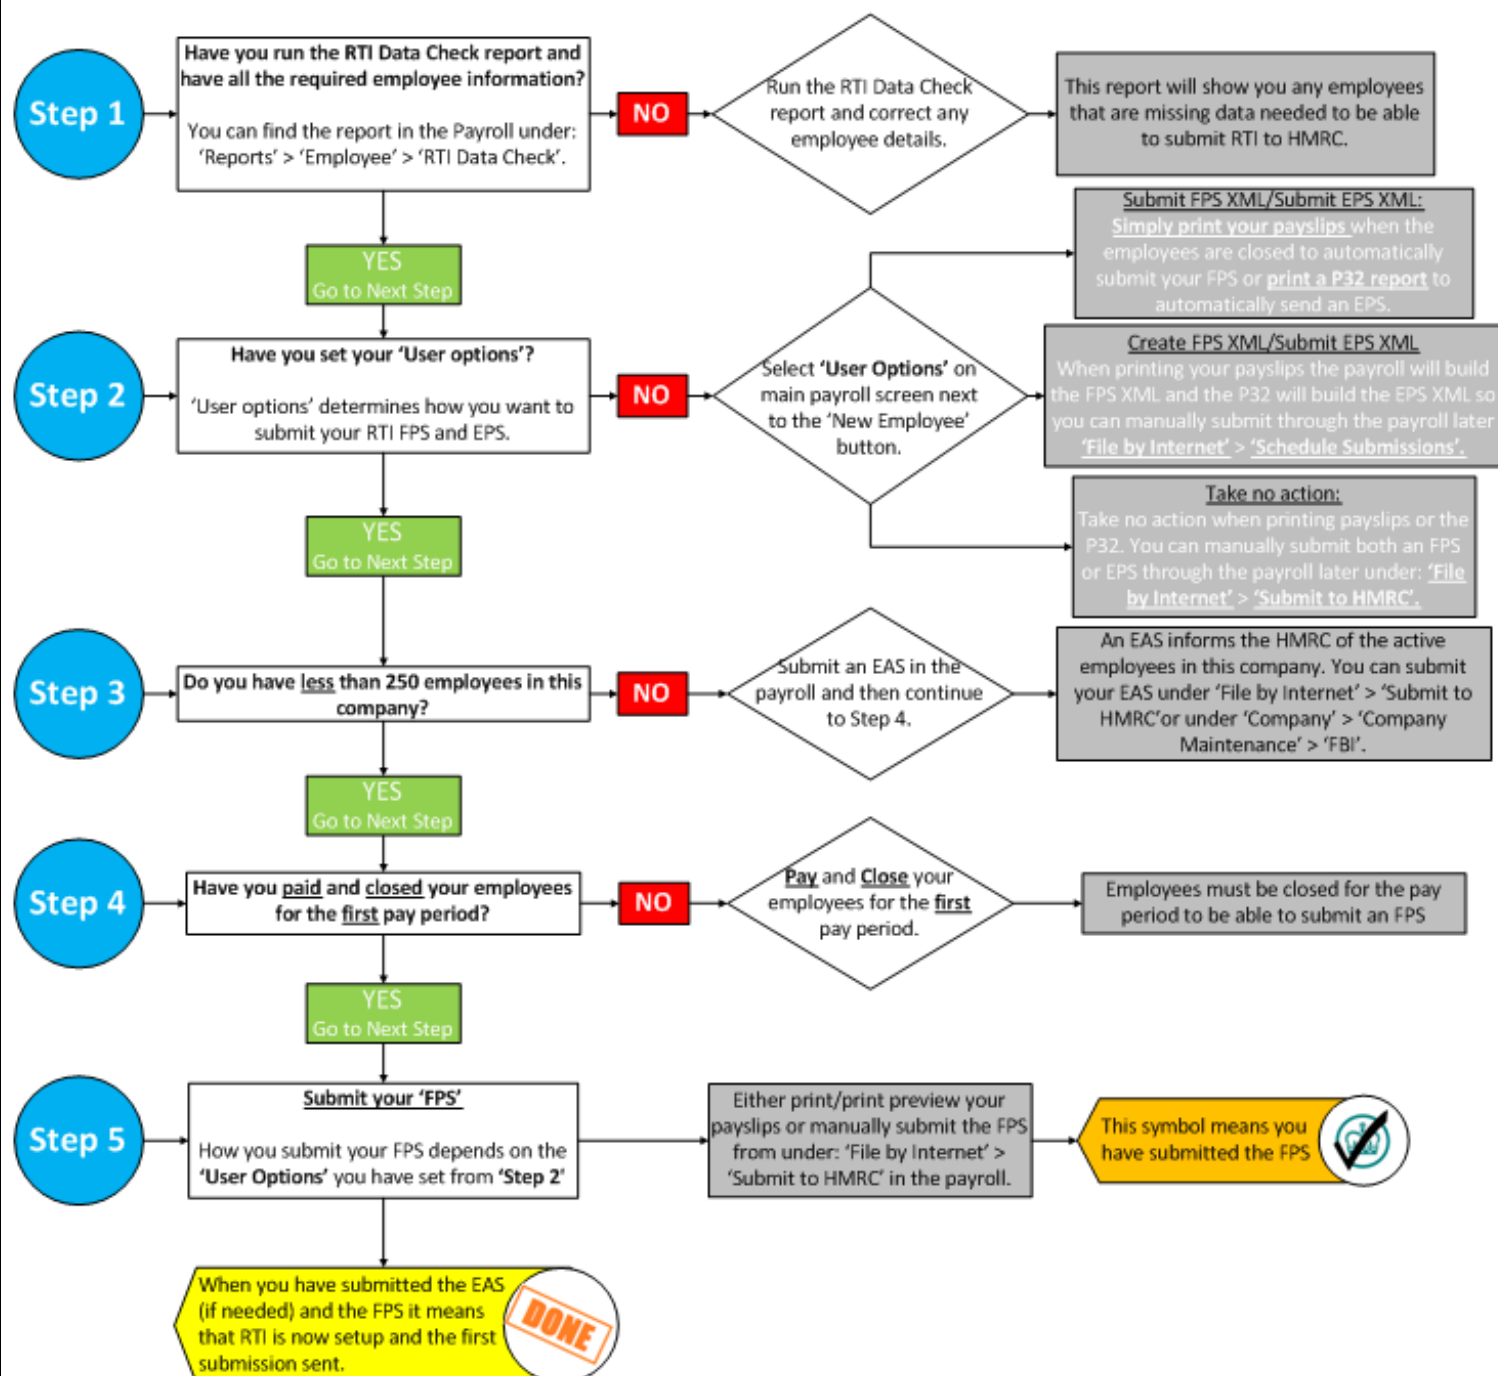 Step 1
Have you run the RTI Data Check report and
have all the required employee information?
You can find the report in the Payroll under:
'Reports' > 'Employee' > 'RTI Data Check'.
NO
Run the RTI Data Check
report and correct any
employee details.
This report will show you any employees
that are missing data needed to be able
to submit RTI to HMRC.
YES
Go to Next Step
Step 2
Have you set your 'User options'?
'User options' determines how you want to
submit your RTI FPS and EPS.
NO
Select 'User Options' on
main payroll screen next
to the 'New Employee'
button.
Submit FPS XML/Submit EPS XML:
Simply print your payslips when the
employees are closed to automatically
submit your FPS or print a P32 report to
automatically send an EPS.
Create FPS XML/Submit EPS XML
When printing your payslips the payroll will build
the FPS XML and the P32 will build the EPS XML so
you can manually submit through the payroll later
'File by Internet' > 'Schedule Submissions'.
Take no action:
Take no action when printing payslips or the
P32. You can manually submit both an FPS
or EPS through the payroll later under: 'File
by Internet' > 'Submit to HMRC'.
YES
Go to Next Step
Step 3
Do you have less than 250 employees in this
company?
NO
Submit an EAS in the
payroll and then continue
to Step 4.
An EAS informs the HMRC of the active
employees in this company. You can submit
your EAS under 'File by Internet' > 'Submit to
HMRC'or under 'Company' > 'Company
Maintenance' > 'FBI'.
YES
Go to Next Step
Step 4
Have you paid and closed your employees
for the first pay period?
NO
Pay and Close your
employees for the first
pay period.
Employees must be closed for the pay
period to be able to submit an FPS
YES
Go to Next Step
Step 5
Submit your 'FPS'
How you submit your FPS depends on the
'User Options' you have set from 'Step 2'
Either print/print preview your
payslips or manually submit the FPS
from under: 'File by Internet' >
'Submit to HMRC' in the payroll.
This symbol means you
have submitted the FPS
When you have submitted the EAS
(if needed) and the FPS it means
that RTI is now setup and the first
submission sent.
DONE